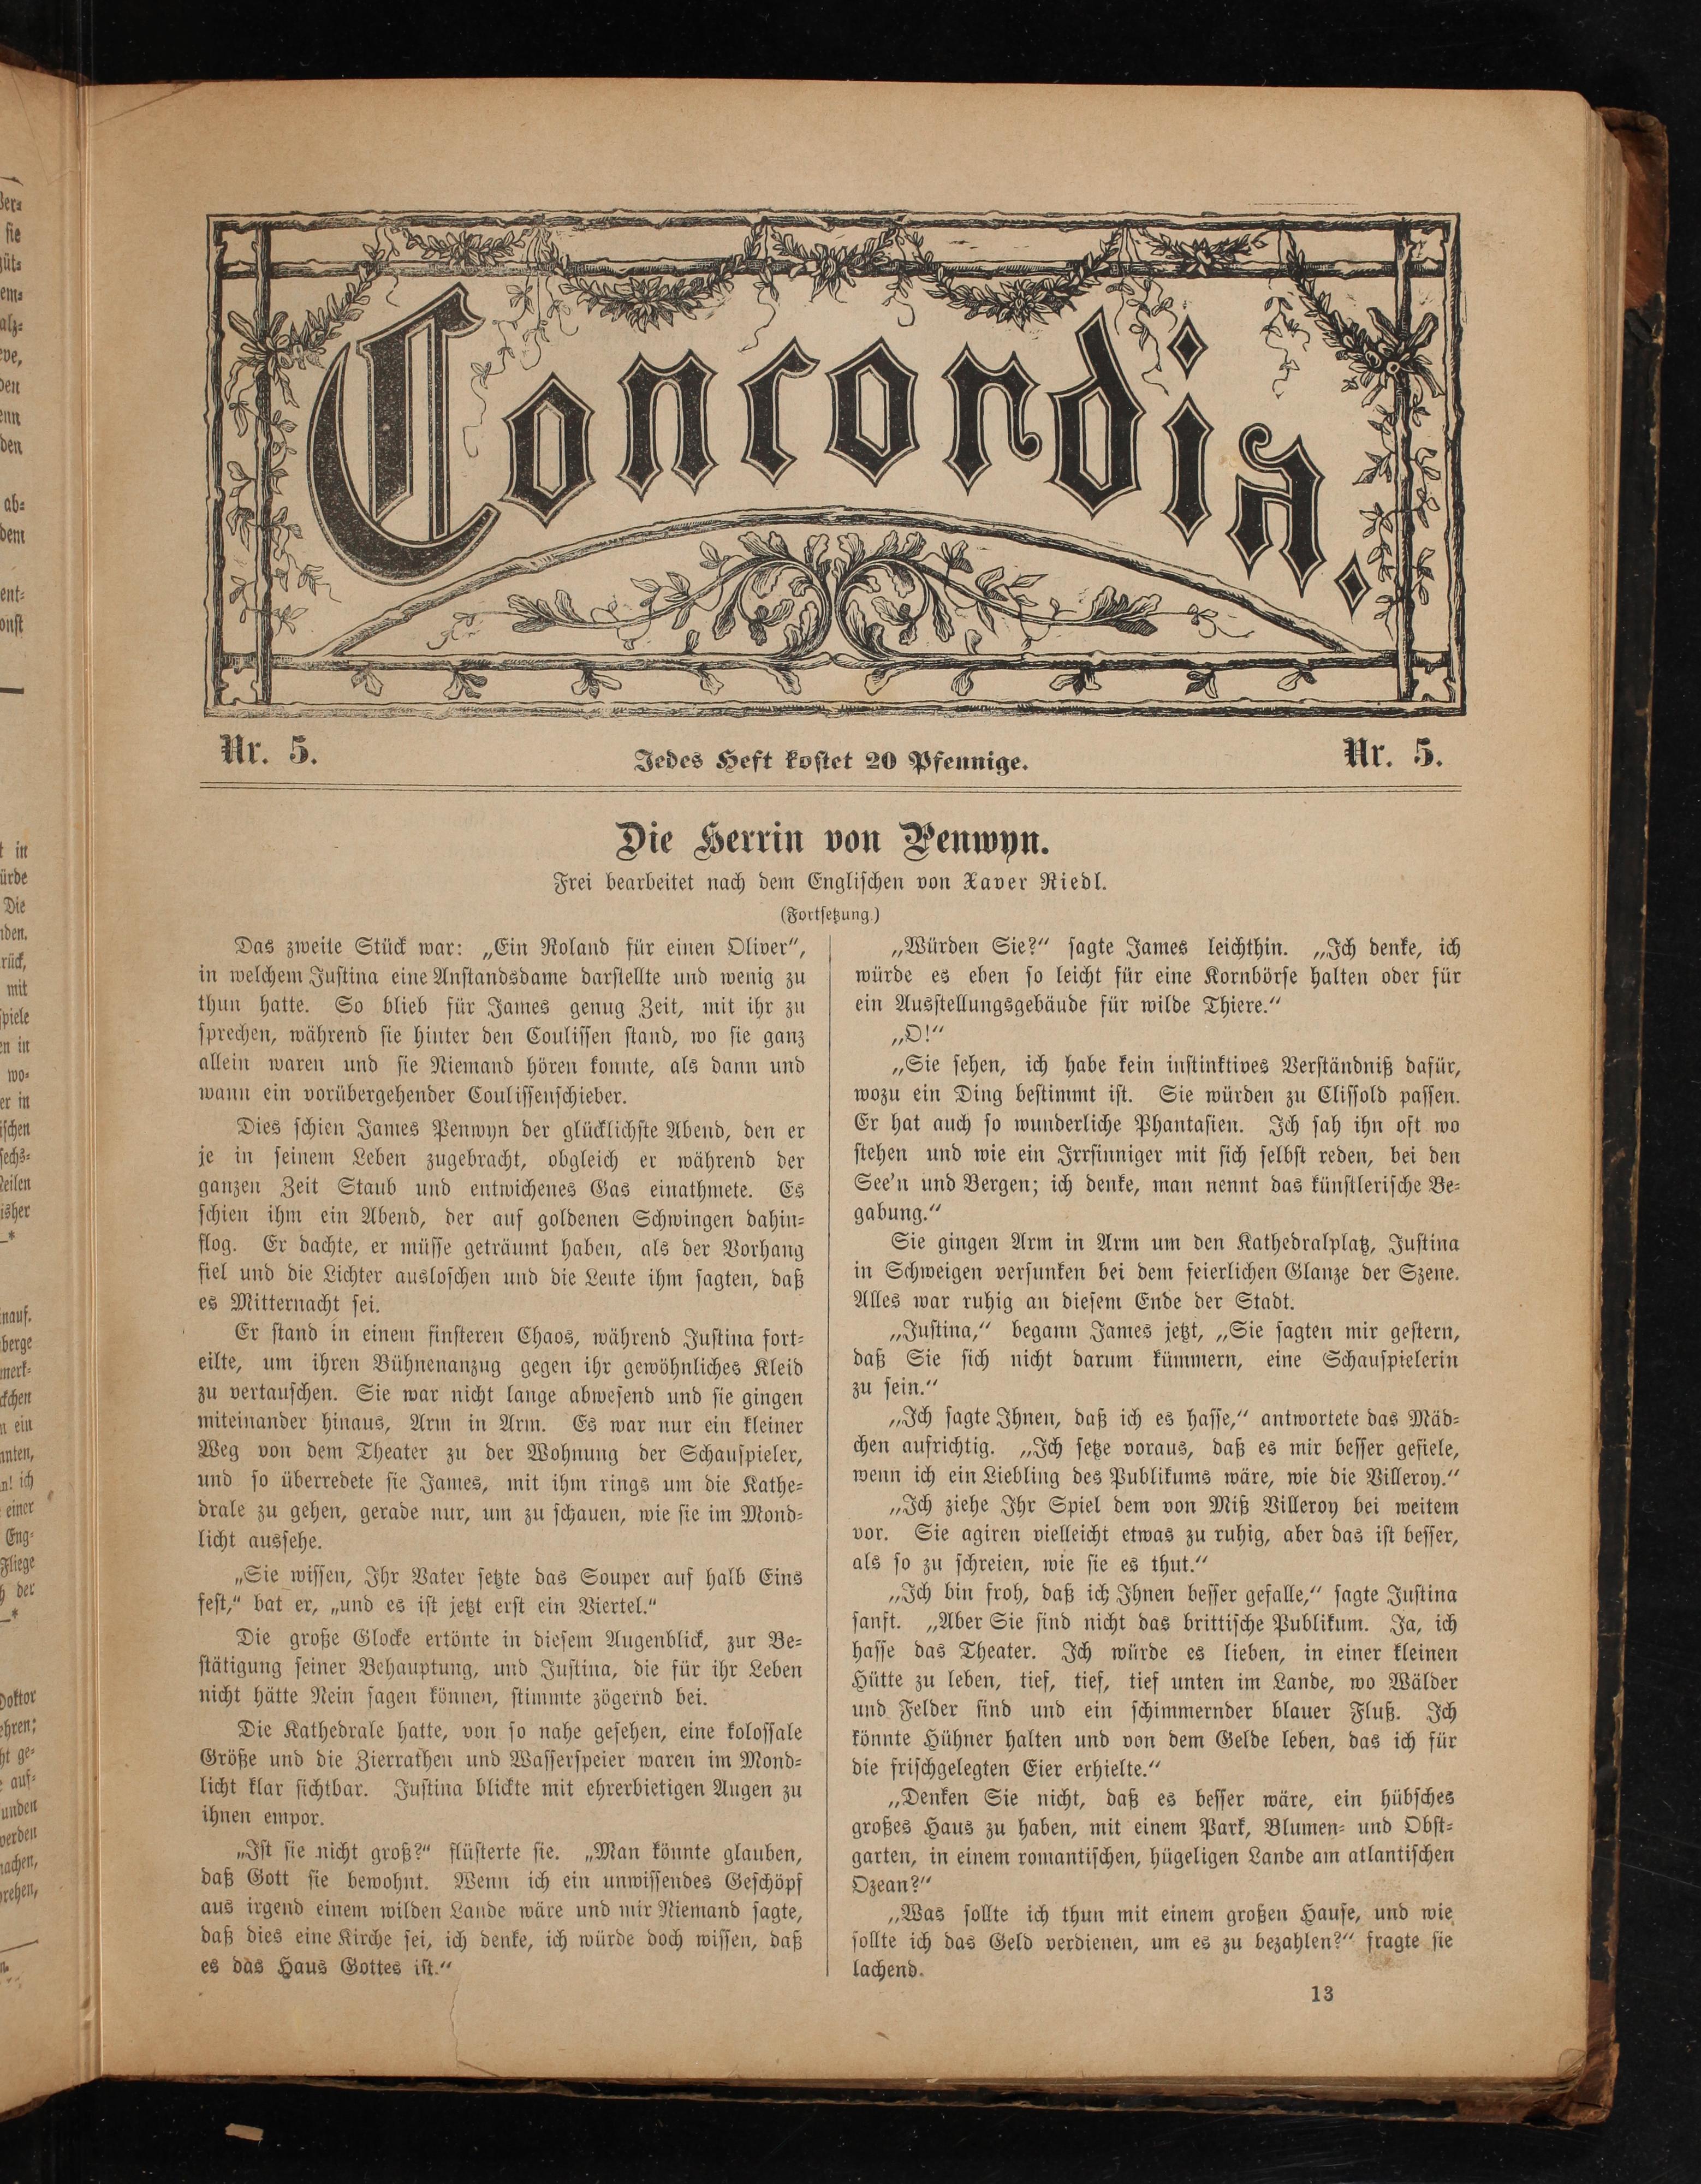 Concordia.
Nr. 5.
Jedes Heft kostet 20 Pfennige.
Nr. 5.
Die Herrin von Penwyn.
Frei bearbeitet nach dem Englischen von Xaver Riedl.
(Fortsetzung.)
Das zweite Stück war: „Ein Roland für einen Oliver“,
in welchem Justina eine Anstandsdame darstellte und wenig zu
thun hatte. So blieb für James genug Zeit, mit ihr zu
sprechen, während sie hinter den Coulissen stand, wo sie ganz
allein waren und sie Niemand hören konnte, als dann und
wann ein vorübergehender Coulissenschieber.
Dies schien James Penwyn der glücklichste Abend, den er
je in seinem Leben zugebracht, obgleich er während der
ganzen Zeit Staub und entwichenes Gas einathmete. Es
schien ihm ein Abend, der auf goldenen Schwingen dahin-
flog. Er dachte, er müsse geträumt haben, als der Vorhang
fiel und die Lichter ausloschen und die Leute ihm sagten, daß
es Mitternacht sei.
Er stand in einem finsteren Chaos, während Justina fort-
eilte, um ihren Bühnenanzug gegen ihr gewöhnliches Kleid
zu vertauschen. Sie war nicht lange abwesend und sie gingen
miteinander hinaus, Arm in Arm. Es war nur ein kleiner
Weg von dem Theater zu der Wohnung der Schauspieler,
und so überredete sie James, mit ihm rings um die Kathe-
drale zu gehen, gerade nur, um zu schauen, wie sie im Mond-
licht aussehe.
„Sie wissen, Ihr Vater setzte das Souper auf halb Eins
fest,“ bat er, „und es ist jetzt erst ein Viertel.“
Die große Glocke ertönte in diesem Augenblick, zur Be-
stätigung seiner Behauptung, und Justina, die für ihr Leben
nicht hätte Nein sagen können, stimmte zögernd bei.
Die Kathedrale hatte, von so nahe gesehen, eine kolossale
Größe und die Zierrathen und Wasserspeier waren im Mond-
licht klar sichtbar. Justina blickte mit ehrerbietigen Augen zu
ihnen empor.
„Ist sie nicht groß?“ flüsterte sie. „Man könnte glauben,
daß Gott sie bewohnt. Wenn ich ein unwissendes Geschöpf
aus irgend einem wilden Lande wäre und mir Niemand sagte,
daß dies eine Kirche sei, ich denke, ich würde doch wissen, daß
es das Haus Gottes ist.“
„Würden Sie?“ sagte James leichthin. „Ich denke, ich
würde es eben so leicht für eine Kornbörse halten oder für
ein Ausstellungsgebäude für wilde Thiere.“
„O!“
„Sie sehen, ich habe kein instinktives Verständniß dafür,
wozu ein Ding bestimmt ist. Sie würden zu Clissold passen.
Er hat auch so wunderliche Phantasien. Ich sah ihn oft wo
stehen und wie ein Irrsinniger mit sich selbst reden, bei den
See'n und Bergen; ich denke, man nennt das künstlerische Be-
gabung.“
Sie gingen Arm in Arm um den Kathedralplatz, Justina
in Schweigen versunken bei dem feierlichen Glanze der Szene.
Alles war ruhig an diesem Ende der Stadt.
„Justina,“ begann James jetzt, „Sie sagten mir gestern,
daß Sie sich nicht darum kümmern, eine Schauspielerin
zu sein.“
„Ich sagte Ihnen, daß ich es hasse,“ antwortete das Mäd-
chen aufrichtig. „Ich setze voraus, daß es mir besser gefiele,
wenn ich ein Liebling des Publikums wäre, wie die Villeroy.“
„Ich ziehe Ihr Spiel dem von Miß Villeroy bei weitem
vor. Sie agiren vielleicht etwas zu ruhig, aber das ist besser,
als so zu schreien, wie sie es thut.“
„Ich bin froh, daß ich Ihnen besser gefalle,“ sagte Justina
sanft. „Aber Sie sind nicht das brittische Publikum. Ja, ich
hasse das Theater. Ich würde es lieben, in einer kleinen
Hütte zu leben, tief, tief, tief unten im Lande, wo Wälder
und Felder sind und ein schimmernder blauer Fluß. Ich
könnte Hühner halten und von dem Gelde leben, das ich für
die frischgelegten Eier erhielte.“
„Denken Sie nicht, daß es besser wäre, ein hübsches
großes Haus zu haben, mit einem Park, Blumen- und Obst-
garten, in einem romantischen, hügeligen Lande am atlantischen
Ozean?“
„Was sollte ich thun mit einem großen Hause, und wie
sollte ich das Geld verdienen, um es zu bezahlen?“ fragte sie
lachend.
13